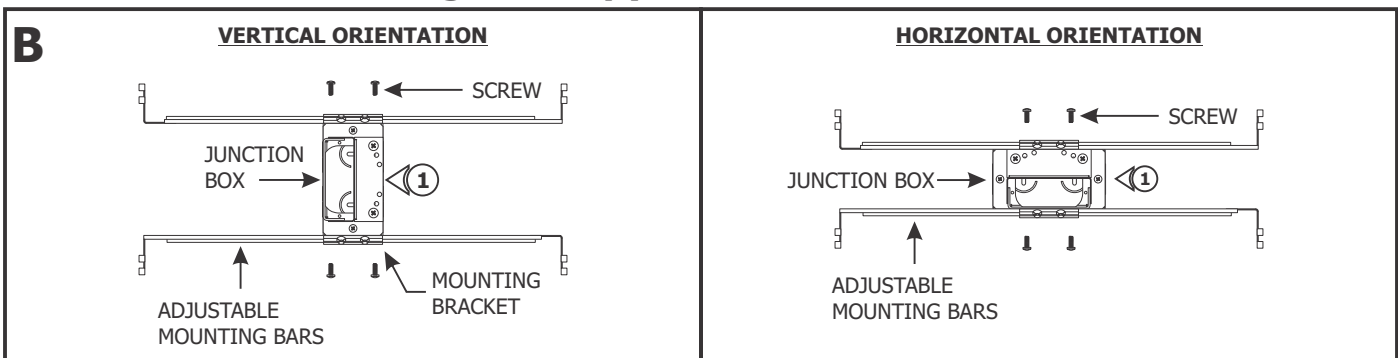 B
VERTICAL ORIENTATION
SCREW
JUNCTION
BOX
1
MOUNTING
BRACKET
ADJUSTABLE
MOUNTING BARS
HORIZONTAL ORIENTATION
SCREW
JUNCTION BOX
1
ADJUSTABLE
MOUNTING BARS